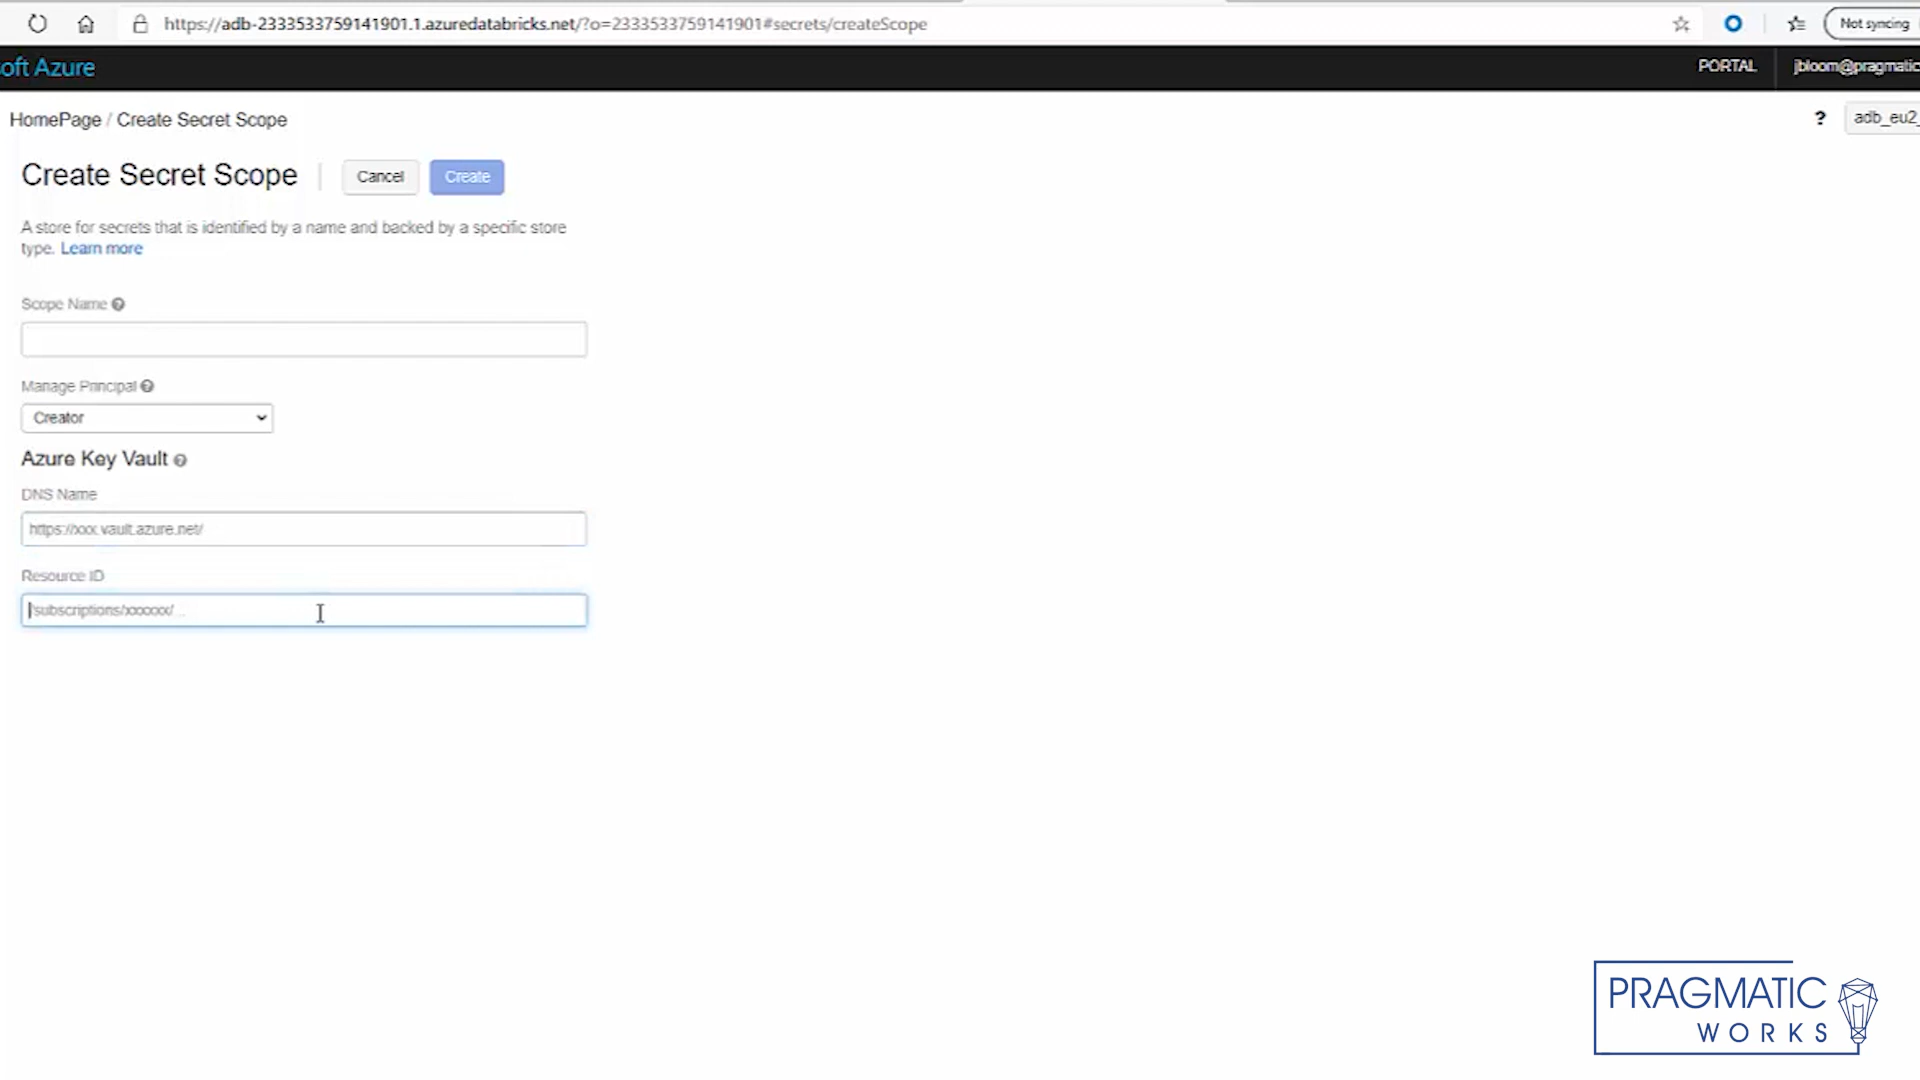 https://adb-2333533759141901.1.azuredatabricks.net/?o=2333533759141901#secrets/createScope
Not syncing
oft Azure
PORTAL
jbloom@pragmatic
HomePage / Create Secret Scope
?
adb_eu2_
Create Secret Scope
Cancel
Create
A store for secrets that is identified by a name and backed by a specific store
type. Learn more
Scope Name
Manage Principal
Creator
Azure Key Vault
DNS Name
https://xxx.vault.azure.net/
Resource ID
/subscriptions/xxxxxx/...
PRAGMATIC
WORKS